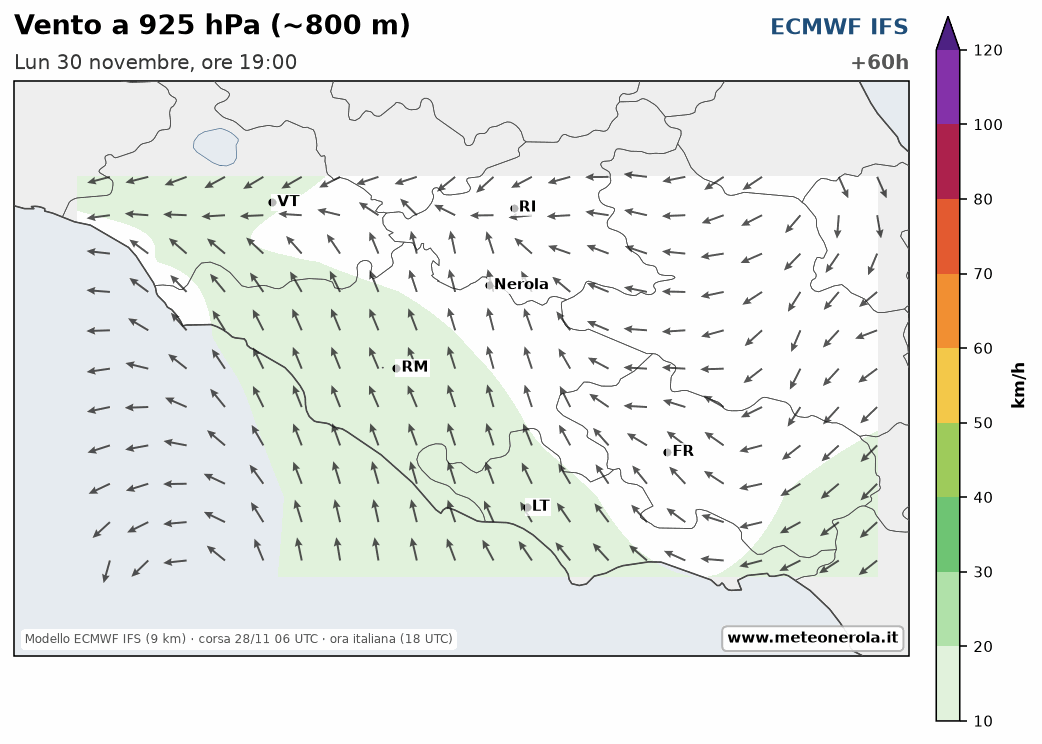 Vento a 925 hPa (~800 m)
ECMWF IFS
Lun 30 novembre, ore 19:00
+60h
VT
RI
Nerola
RM
FR
LT
120
100
80
70
60
50
40
30
20
10
km/h
Modello ECMWF IFS (9 km) · corsa 28/11 06 UTC · ora italiana (18 UTC)
www.meteonerola.it